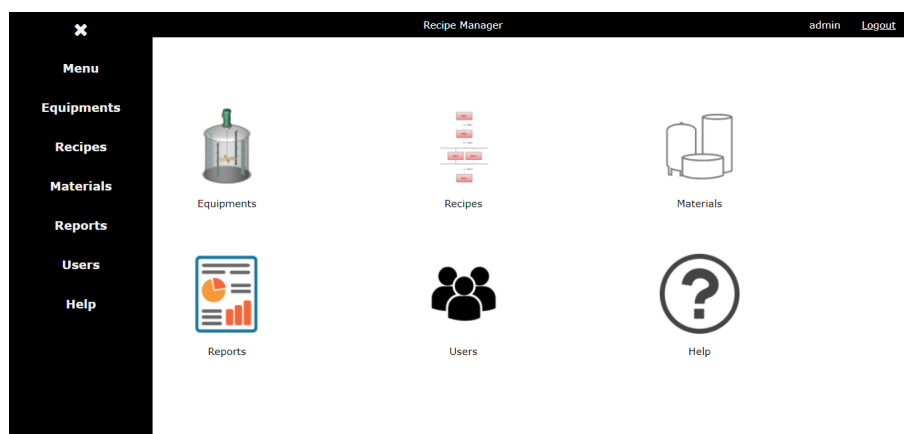 Recipe Manager
admin
Logout
Menu
Equipments
Recipes
Materials
Reports
Users
Help
Equipments
Recipes
Materials
Reports
Users
Help